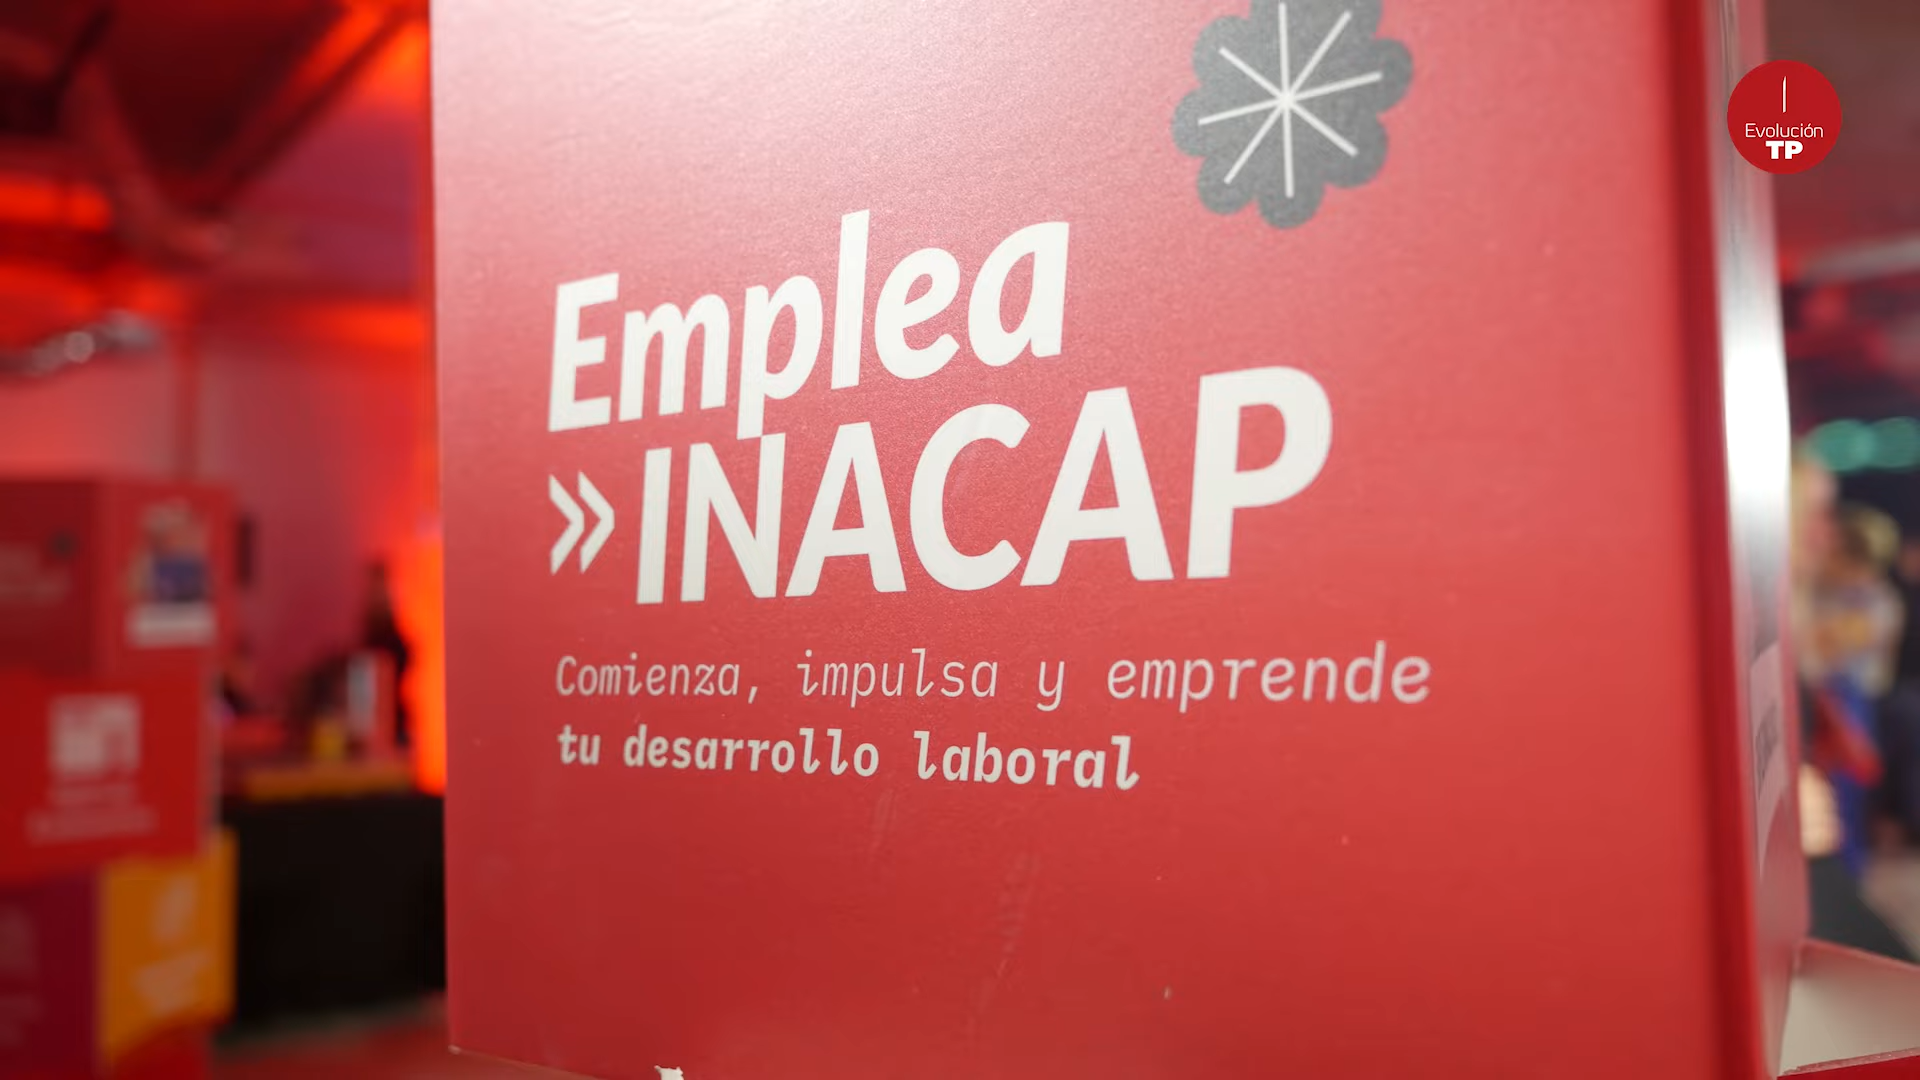 Evolución
TP
Emplea
» INACAP
Comienza, impulsa y emprende
tu desarrollo laboral